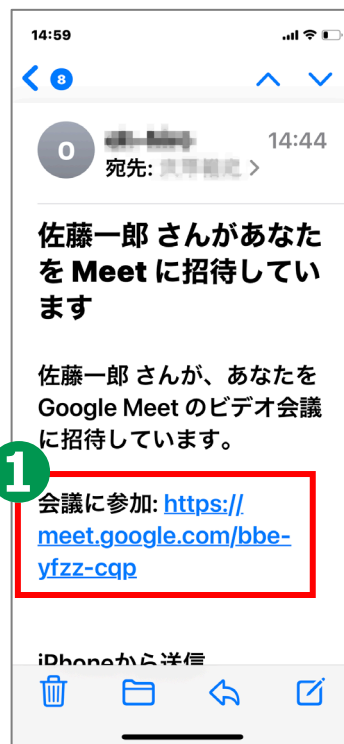 14:59
8
O
14:44
宛先:
佐藤一郎 さんがあなた
を Meet に招待してい
ます
佐藤一郎 さんが、あなたを
Google Meet のビデオ会議
に招待しています。
1
会議に参加: https://
meet.google.com/bbe-
yfzz-cqp
iPhoneから送信